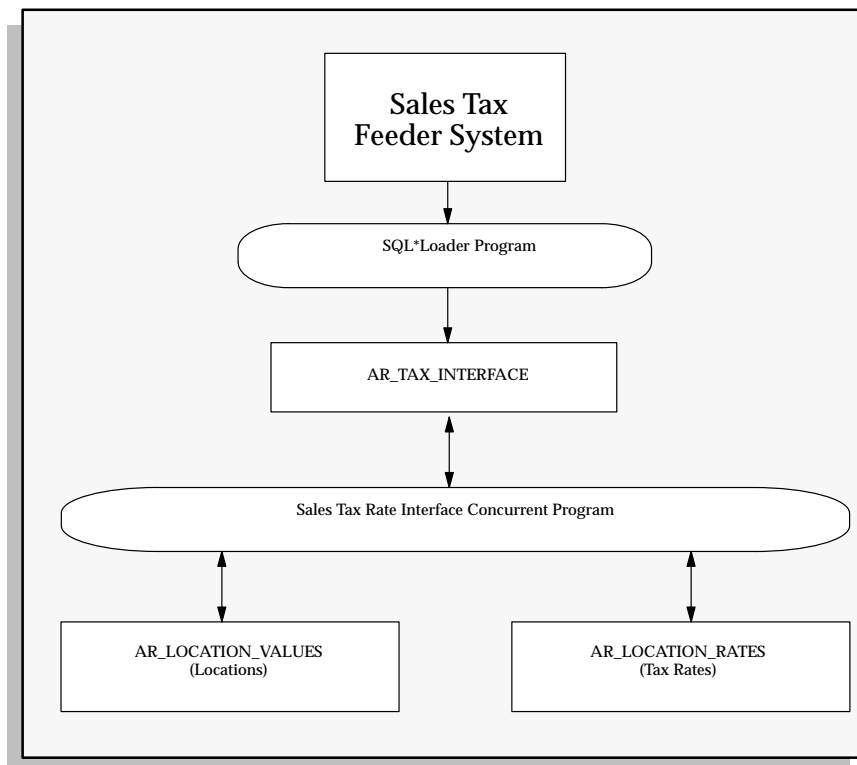 Sales Tax
Feeder System
SQL*Loader Program
AR_TAX_INTERFACE
Sales Tax Rate Interface Concurrent Program
AR_LOCATION_VALUES
(Locations)
AR_LOCATION_RATES
(Tax Rates)